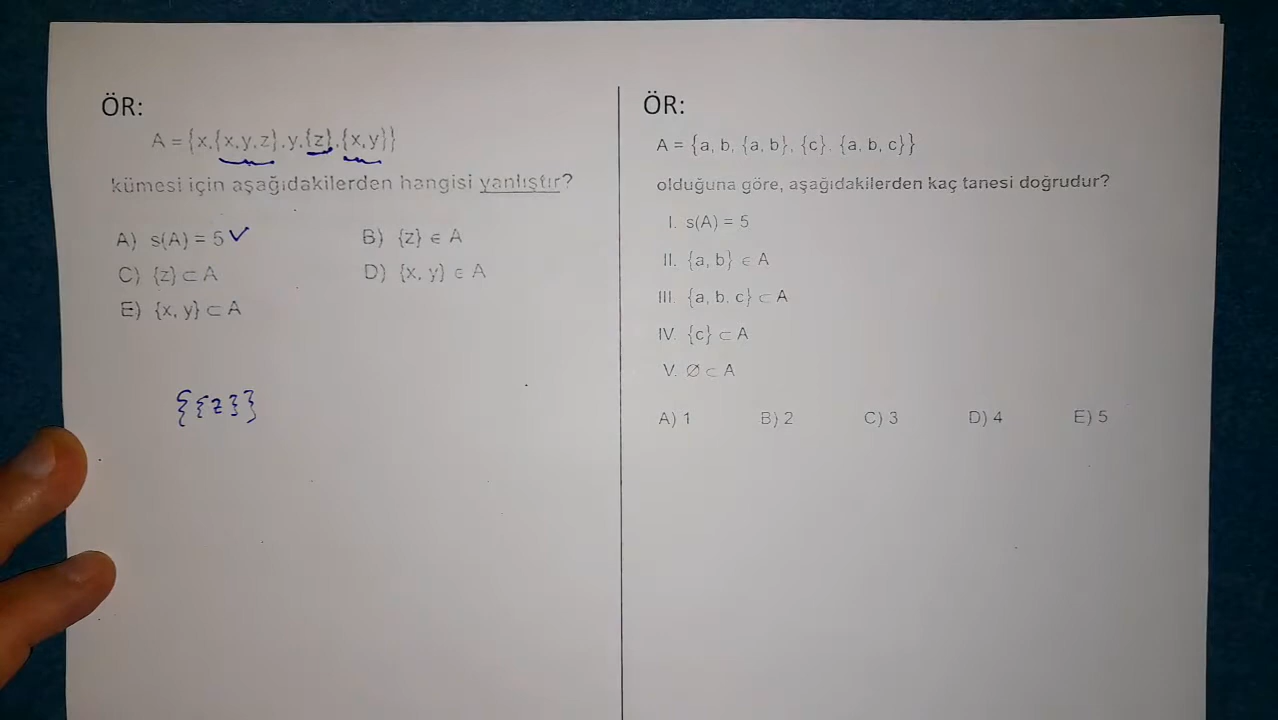 ÖR:
A = {x,{x,y,z},y,{z},{x,y}}
kümesi için aşağıdakilerden hangisi yanlıştır?
A) s(A) = 5 ✓
B) {z} ∈ A
C) {z} ⊂ A
D) {x, y} ∈ A
E) {x, y} ⊂ A
{{z}}
ÖR:
A = {a, b, {a, b}, {c}, {a, b, c}}
olduğuna göre, aşağıdakilerden kaç tanesi doğrudur?
I. s(A) = 5
II. {a, b} ∈ A
III. {a, b, c} ⊂ A
IV. {c} ⊂ A
V. ∅ ⊂ A
A) 1 B) 2 C) 3 D) 4 E) 5